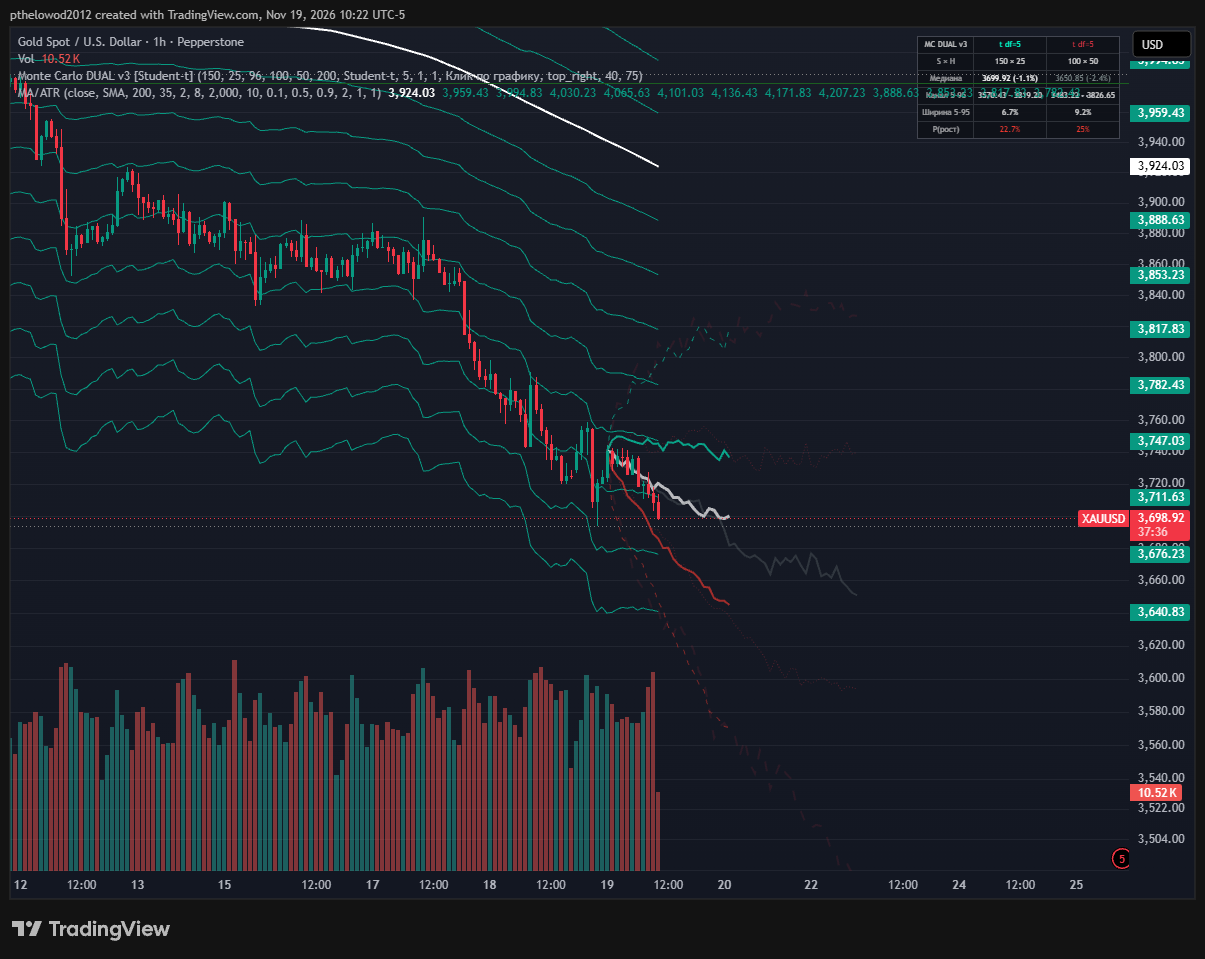 pthelowod2012 created with TradingView.com, Nov 19, 2026 10:22 UTC-5
Gold Spot / U.S. Dollar · 1h · Pepperstone
Vol 10.52 K
Monte Carlo DUAL v3 [Student-t] (150, 25, 96, 100, 50, 200, Student-t, 5, 1, 1, Клик по графику, top_right, 40, 75)
MA/ATR (close, SMA, 200, 35, 2, 8, 2,000, 10, 0.1, 0.5, 0.9, 2, 1, 1) 3,924.03 3,959.43 3,994.83 4,030.23 4,065.63 4,101.03 4,136.43 4,171.83 4,207.23 3,888.63
MC DUAL v3 t df=5 t df=5
S × H 150 × 25 100 × 50
Медиана 3699.92 (-1.1%) 3650.85 (-2.4%)
Канал 5-95
Ширина 5-95 6.7% 9.2%
P(рост) 22.7% 25%
USD
3,959.43
3,940.00
3,924.03
3,900.00
3,888.63
3,880.00
3,860.00
3,853.23
3,840.00
3,817.83
3,800.00
3,782.43
3,760.00
3,747.03
3,740.00
3,720.00
3,711.63
XAUUSD 3,698.92
37:36
3,676.23
3,660.00
3,640.83
3,620.00
3,600.00
3,580.00
3,560.00
3,540.00
10.52 K
3,522.00
3,504.00
5
12 12:00 13 15 12:00 17 12:00 18 12:00 19 12:00 20 22 12:00 24 12:00 25
TradingView